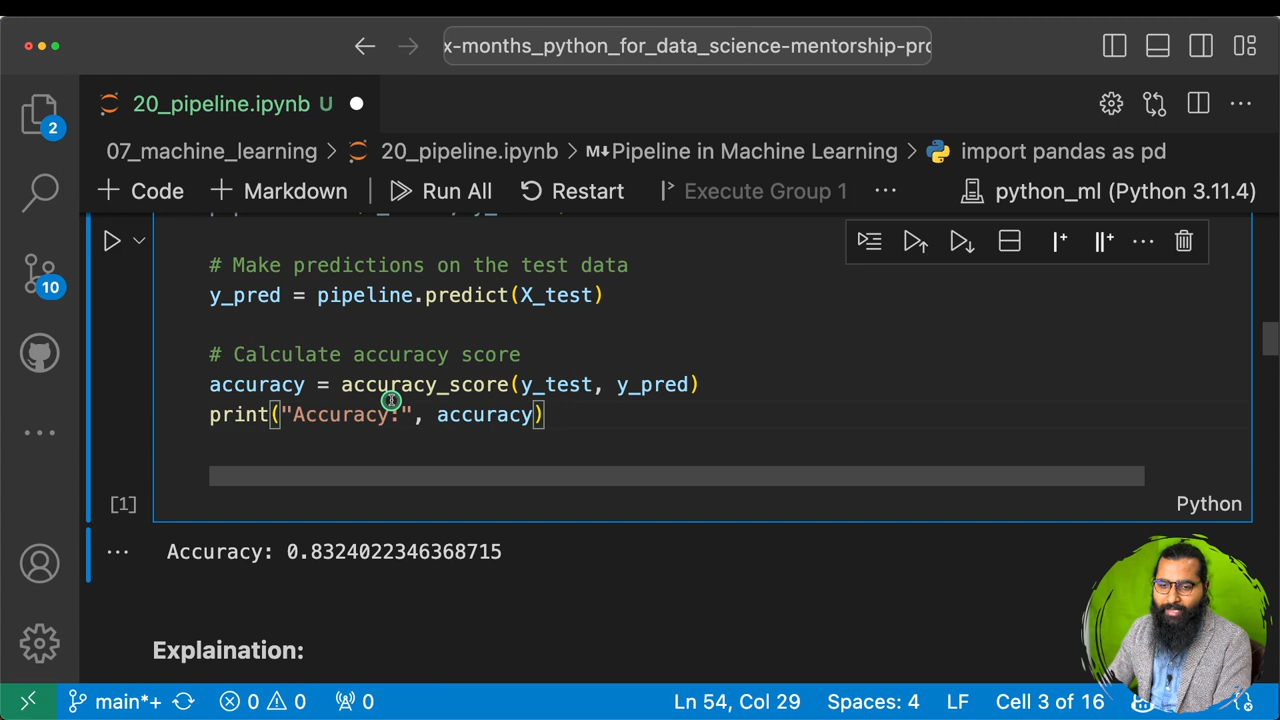 x-months_python_for_data_science-mentorship-pro
20_pipeline.ipynb U
2
07_machine_learning > 20_pipeline.ipynb > M↓Pipeline in Machine Learning > import pandas as pd
+ Code + Markdown | Run All Restart Execute Group 1 ... python_ml (Python 3.11.4)
# Make predictions on the test data
y_pred = pipeline.predict(X_test)
10
# Calculate accuracy score
accuracy = accuracy_score(y_test, y_pred)
print("Accuracy:", accuracy)
[1] Python
Accuracy: 0.8324022346368715
Explaination:
main*+ 0 0 0 Ln 54, Col 29 Spaces: 4 LF Cell 3 of 16